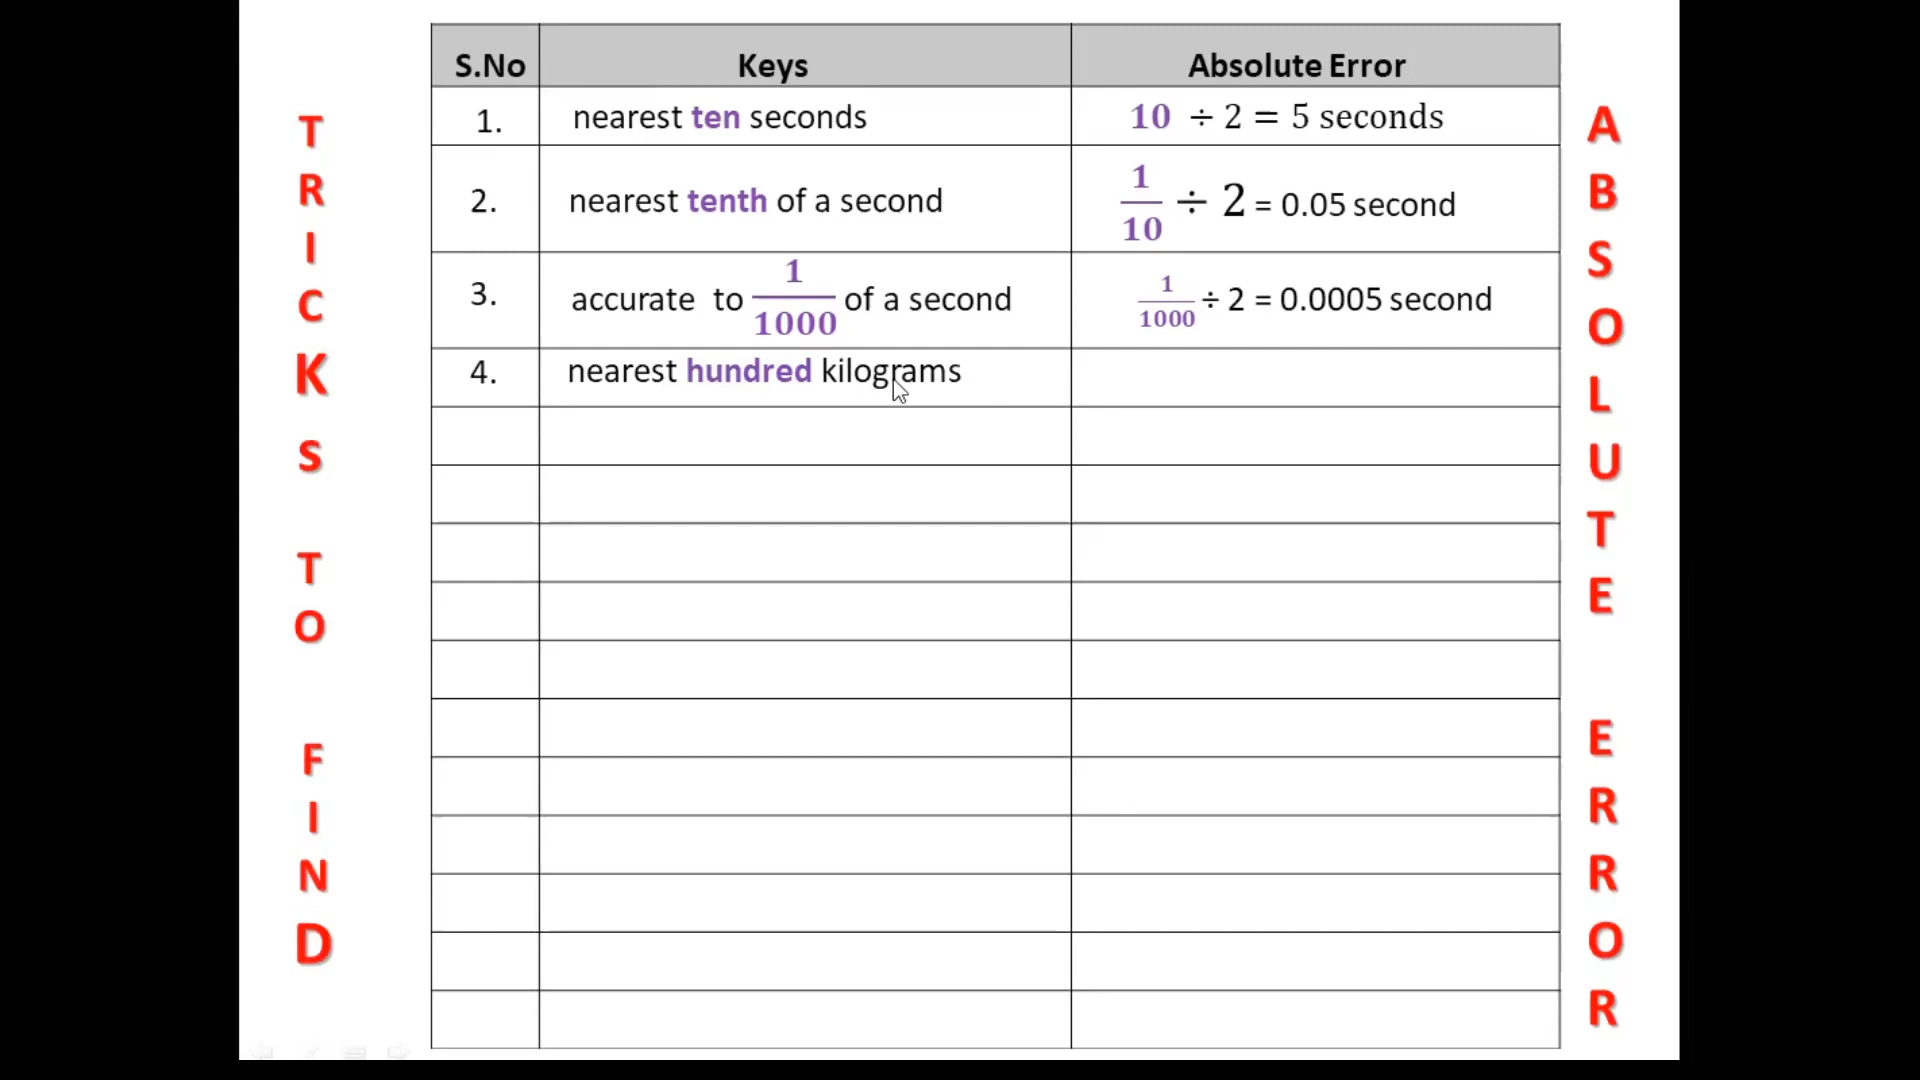 TRICKS TO FIND
S.No Keys Absolute Error
1. nearest ten seconds 10 ÷ 2 = 5 seconds
2. nearest tenth of a second 1/10 ÷ 2 = 0.05 second
3. accurate to 1/1000 of a second 1/1000 ÷ 2 = 0.0005 second
4. nearest hundred kilograms
ABSOLUTE ERROR